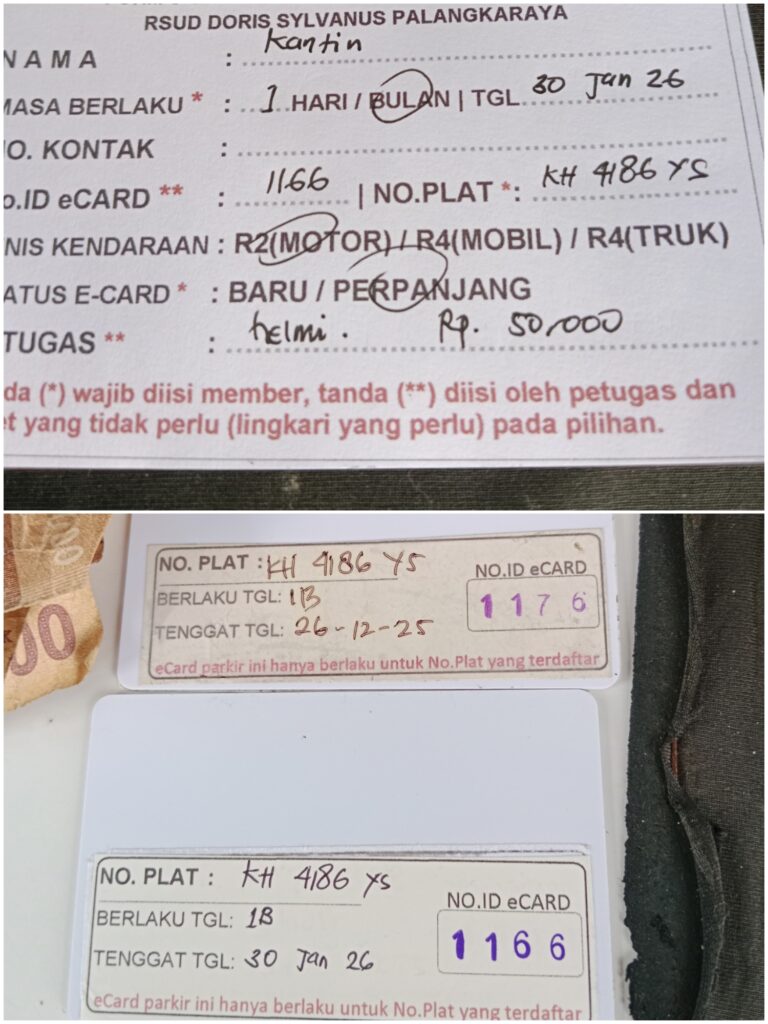 RSUD DORIS SYLVANUS PALANGKARAYA
NAMA : Kantin
MASA BERLAKU * : 1 HARI / BULAN | TGL 30 Jan 26
O. KONTAK :
o.ID eCARD ** : 1166 | NO.PLAT *: KH 4186 YS
NIS KENDARAAN : R2(MOTOR) / R4(MOBIL) / R4(TRUK)
ATUS E-CARD * : BARU / PERPANJANG
TUGAS ** : helmi. Rp. 50.000
da (*) wajib diisi member, tanda (**) diisi oleh petugas dan
et yang tidak perlu (lingkari yang perlu) pada pilihan.
NO. PLAT : KH 4186 YS
BERLAKU TGL: 1B
TENGGAT TGL: 26-12-25
NO.ID eCARD
1176
eCard parkir ini hanya berlaku untuk No.Plat yang terdaftar
NO. PLAT : KH 4186 YS
BERLAKU TGL: 1B
TENGGAT TGL: 30 Jan 26
NO.ID eCARD
1166
eCard parkir ini hanya berlaku untuk No.Plat yang terdaftar